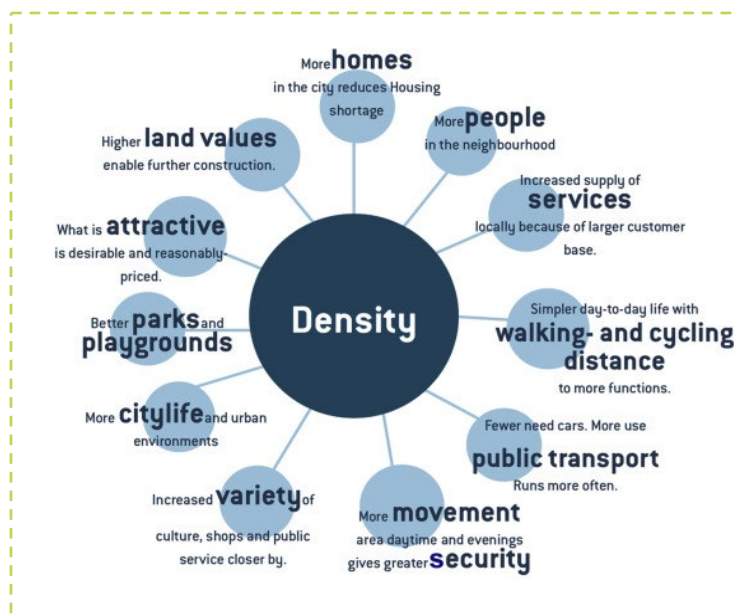 Density
More homes
in the city reduces Housing
shortage
More people
in the neighbourhood
Increased supply of
services
locally because of larger customer
base.
Simpler day-to-day life with
walking- and cycling
distance
to more functions.
Fewer need cars. More use
public transport
Runs more often.
More movement
area daytime and evenings
gives greater security
Increased variety of
culture, shops and public
service closer by.
More citylife and urban
environments
Better parks and
playgrounds
What is attractive
is desirable and reasonably-
priced.
Higher land values
enable further construction.